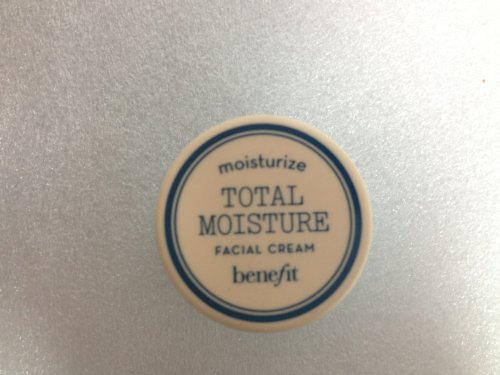 moisturize
TOTAL
MOISTURE
FACIAL CREAM
benefit